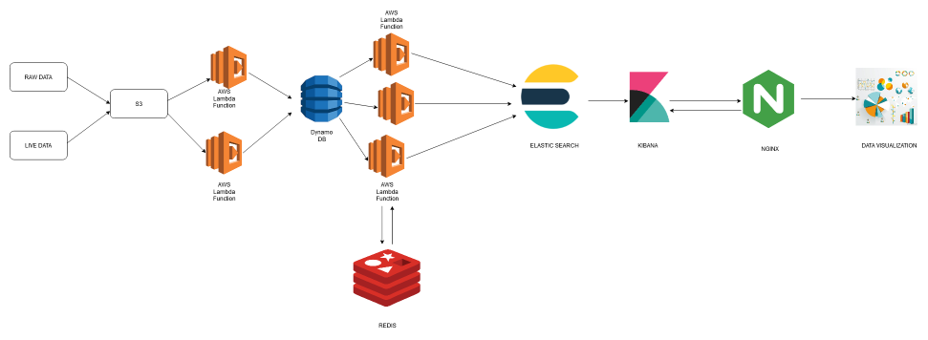 RAW DATA
LIVE DATA
S3
AWS
Lambda
Function
AWS
Lambda
Function
Dynamo
DB
AWS
Lambda
Function
AWS
Lambda
Function
REDIS
ELASTIC SEARCH
KIBANA
N
NGINX
DATA VISUALIZATION